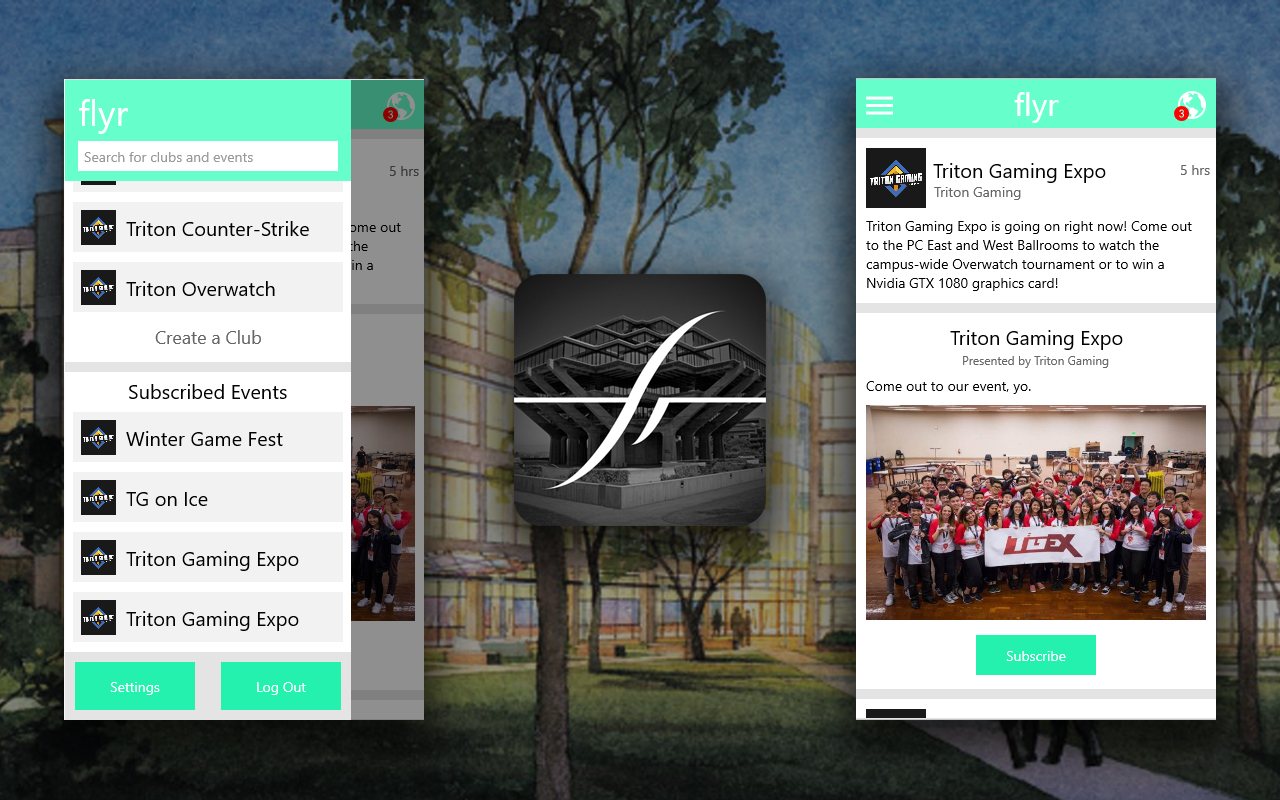 flyr
Search for clubs and events
Triton Counter-Strike
Triton Overwatch
Create a Club
Subscribed Events
Winter Game Fest
TG on Ice
Triton Gaming Expo
Triton Gaming Expo
Settings
Log Out
3
5 hrs
ome out
the
in a
flyr
3
TRITON GAMING
Triton Gaming Expo
5 hrs
Triton Gaming
Triton Gaming Expo is going on right now! Come out
to the PC East and West Ballrooms to watch the
campus-wide Overwatch tournament or to win a
Nvidia GTX 1080 graphics card!
Triton Gaming Expo
Presented by Triton Gaming
Come out to our event, yo.
TGEX
Subscribe